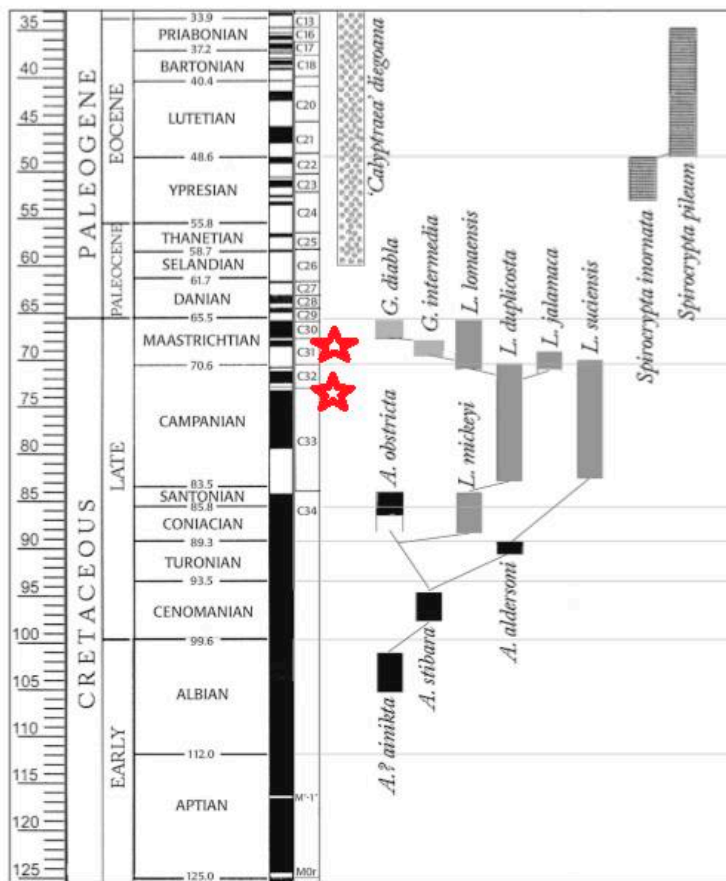 35
40
45
50
55
60
65
70
75
80
85
90
95
100
105
110
115
120
125
PALEOGENE
CRETACEOUS
EOCENE
PALEOCENE
LATE
EARLY
33.9
PRIABONIAN
37.2
BARTONIAN
40.4
LUTETIAN
48.6
YPRESIAN
55.8
THANETIAN
58.7
SELANDIAN
61.7
DANIAN
65.5
MAASTRICHTIAN
70.6
CAMPANIAN
83.5
SANTONIAN
85.8
CONIACIAN
89.3
TURONIAN
93.5
CENOMANIAN
99.6
ALBIAN
112.0
APTIAN
125.0
C13
C16
C17
C18
C20
C21
C22
C23
C24
C25
C26
C27
C28
C29
C30
C31
C32
C33
C34
M"-1"
M0r
'Calyptraea' diegoana
G. diabla
G. intermedia
L. lomaensis
L. duplicosta
L. jalamaca
L. suciensis
Spirocrypta inornata
Spirocrypta pileum
A. obstricta
L. mickeyi
A. aldersoni
A. stibara
A.? ainikta